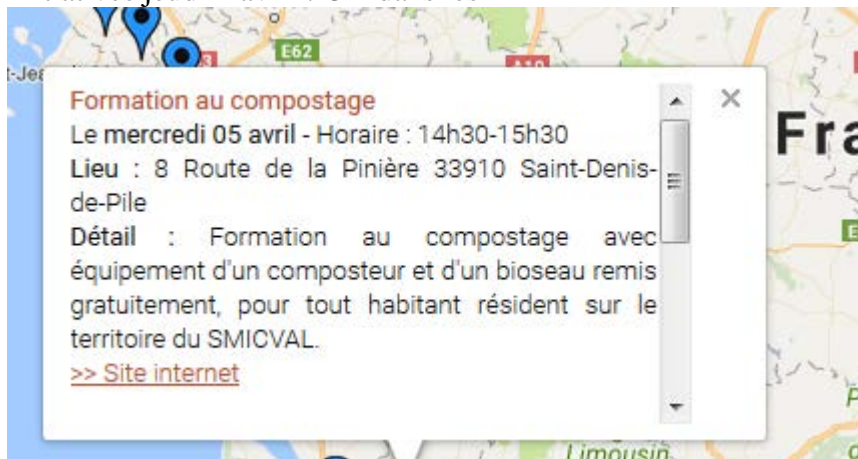 E62
t-Jea
3
A10
Formation au compostage
×
Le mercredi 05 avril - Horaire : 14h30-15h30
Fra
Lieu : 8 Route de la Pinière 33910 Saint-Denis-
de-Pile
Détail : Formation au compostage avec
E
équipement d'un composteur et d'un bioseau remis
gratuitement, pour tout habitant résident sur le
territoire du SMICVAL.
>> Site internet
Limousin